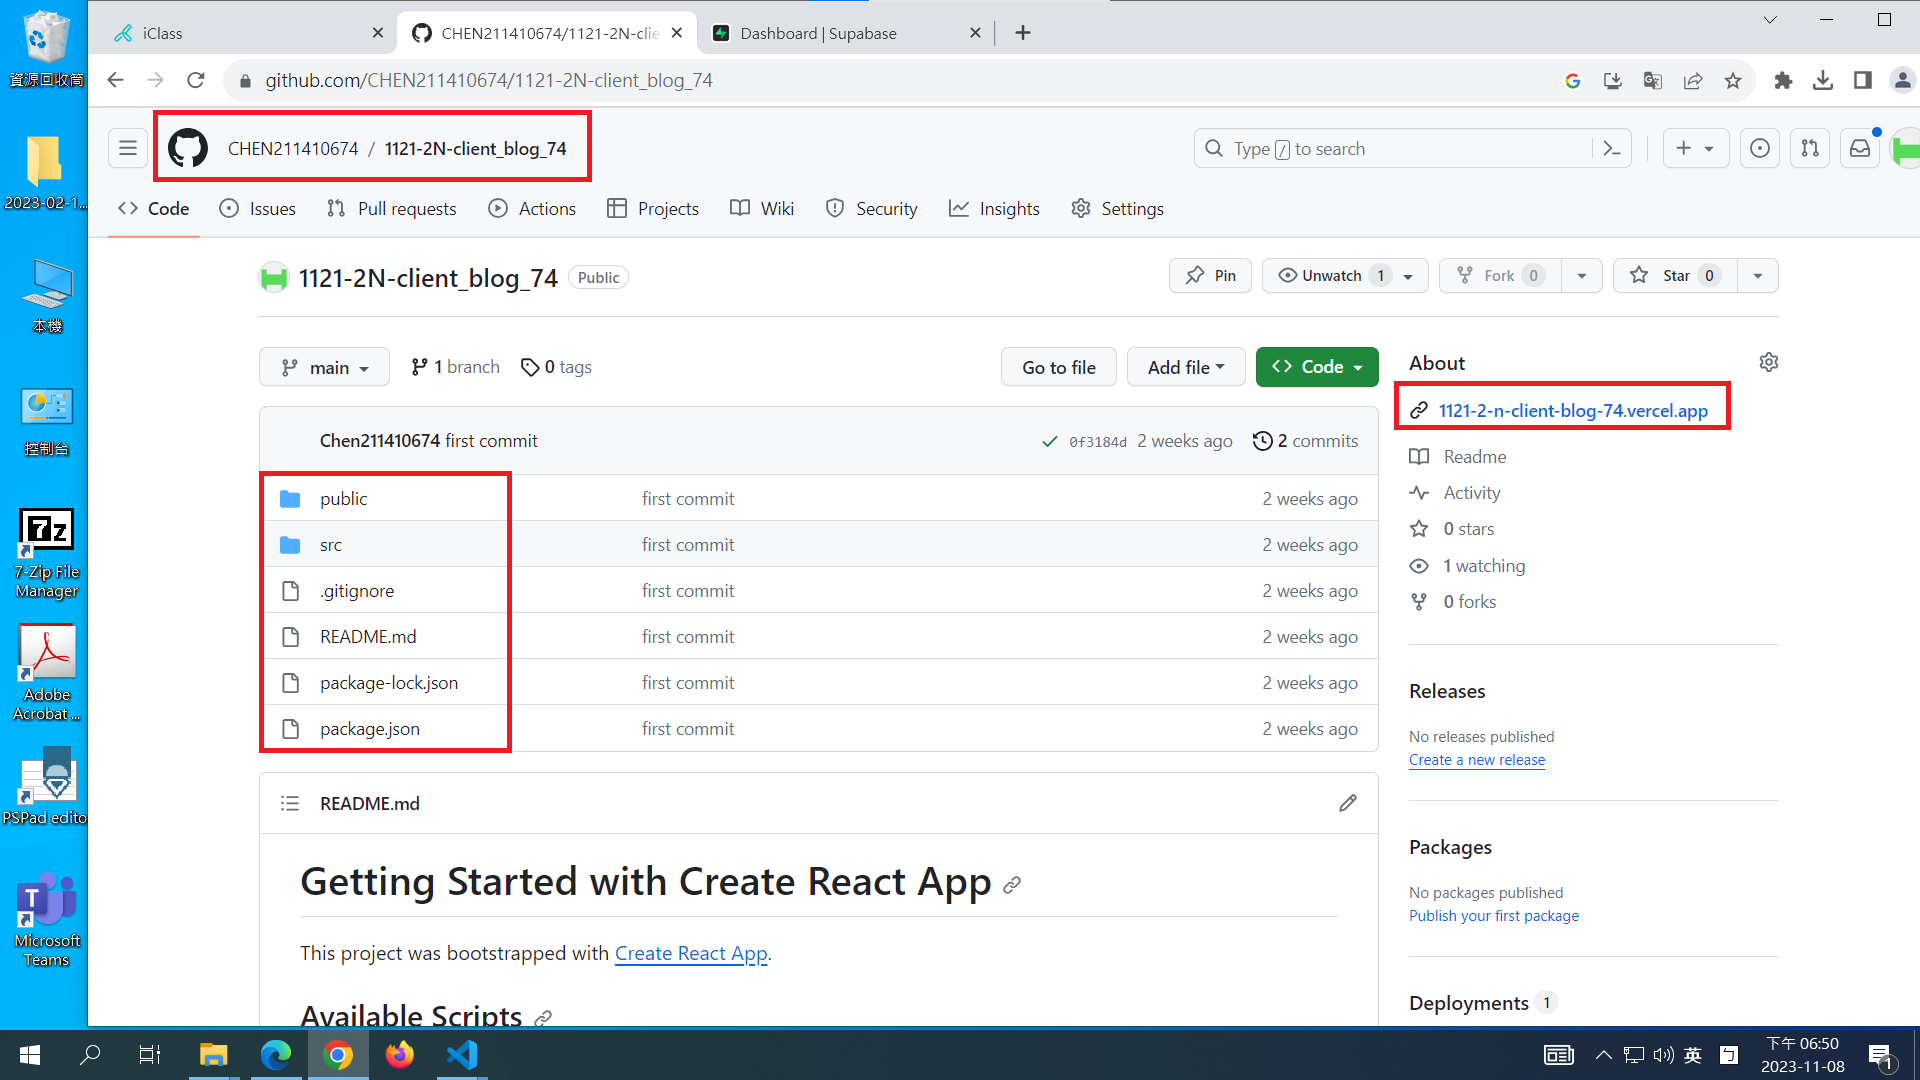 iClass
CHEN211410674/1121-2N-clie
Dashboard | Supabase
github.com/CHEN211410674/1121-2N-client_blog_74
CHEN211410674 / 1121-2N-client_blog_74
Type / to search
Code
Issues
Pull requests
Actions
Projects
Wiki
Security
Insights
Settings
1121-2N-client_blog_74
Public
Pin
Unwatch 1
Fork 0
Star 0
main
1 branch
0 tags
Go to file
Add file
Code
Chen211410674 first commit
0f3184d 2 weeks ago
2 commits
public first commit 2 weeks ago
src first commit 2 weeks ago
.gitignore first commit 2 weeks ago
README.md first commit 2 weeks ago
package-lock.json first commit 2 weeks ago
package.json first commit 2 weeks ago
README.md
Getting Started with Create React App
This project was bootstrapped with Create React App.
Available Scripts
About
1121-2-n-client-blog-74.vercel.app
Readme
Activity
0 stars
1 watching
0 forks
Releases
No releases published
Create a new release
Packages
No packages published
Publish your first package
Deployments 1
資源回收筒
2023-02-1...
本機
控制台
7z
7-Zip File
Manager
Adobe
Acrobat ...
PSPad edito
T
Microsoft
Teams
英
ㄅ
下午 06:50
2023-11-08
1